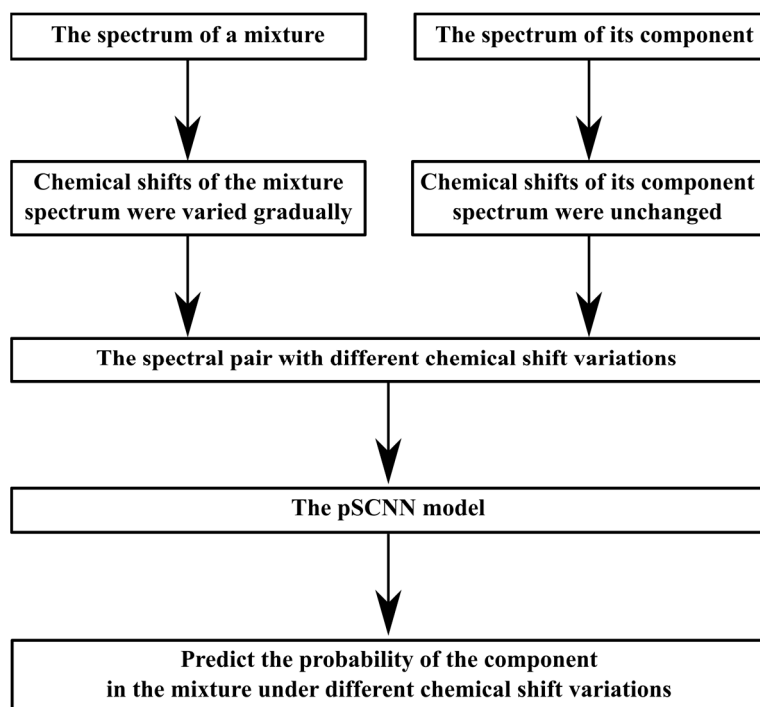 The spectrum of a mixture
The spectrum of its component
Chemical shifts of the mixture
spectrum were varied gradually
Chemical shifts of its component
spectrum were unchanged
The spectral pair with different chemical shift variations
The pSCNN model
Predict the probability of the component
in the mixture under different chemical shift variations